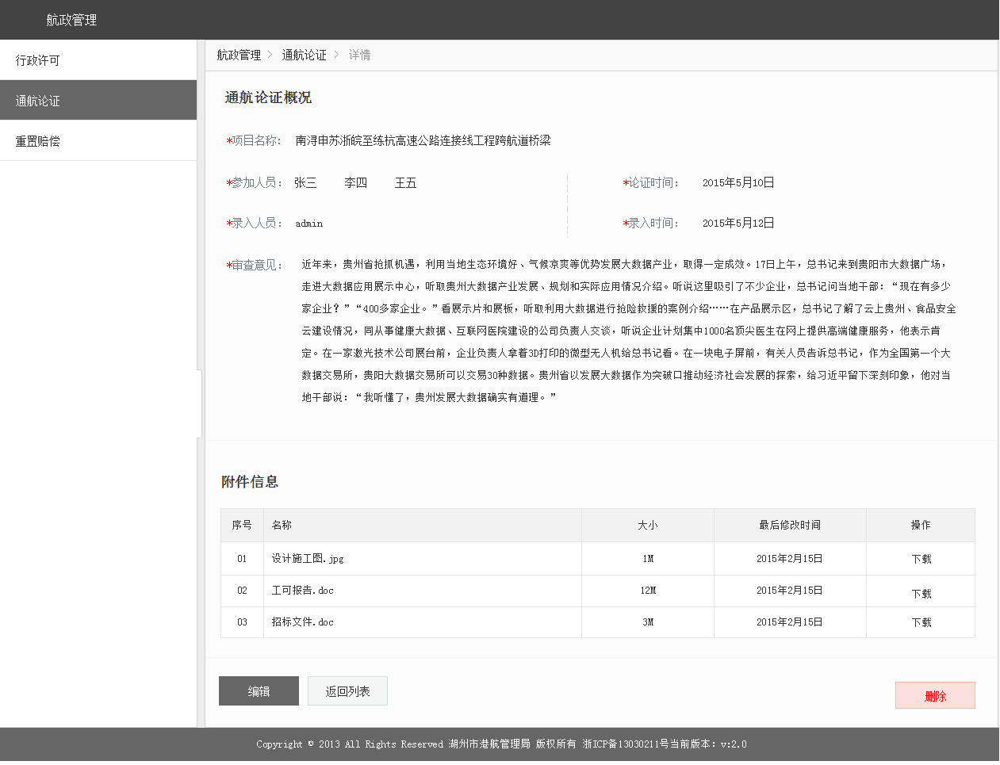 航政管理
行政许可
通航论证
重置赔偿
航政管理 > 通航论证 > 详情
通航论证概况
*项目名称: 南浔申苏浙皖至练杭高速公路连接线工程跨航道桥梁
*参加人员: 张三 李四 王五 *论证时间: 2015年5月10日
*录入人员: admin *录入时间: 2015年5月12日
*审查意见: 近年来，贵州省抢抓机遇，利用当地生态环境好、气候凉爽等优势发展大数据产业，取得一定成效。17日上午，总书记来到贵阳市大数据广场，
走进大数据应用展示中心，听取贵州大数据产业发展、规划和实际应用情况介绍。听说这里吸引了不少企业，总书记问当地干部：“现在有多少
家企业？”“400多家企业。”看展示片和展板，听取利用大数据进行抢险救援的案例介绍……在产品展示区，总书记了解了云上贵州、食品安全
云建设情况，同从事健康大数据、互联网医院建设的公司负责人交谈，听说企业计划集中1000名顶尖医生在网上提供高端健康服务，他表示肯
定。在一家激光技术公司展台前，企业负责人拿着3D打印的微型无人机给总书记看。在一块电子屏前，有关人员告诉总书记，作为全国第一个大
数据交易所，贵阳大数据交易所可以交易30种数据。贵州省以发展大数据作为突破口推动经济社会发展的探索，给习近平留下深刻印象，他对当
地干部说：“我听懂了，贵州发展大数据确实有道理。”
附件信息
序号 名称 大小 最后修改时间 操作
01 设计施工图.jpg 1M 2015年2月15日 下载
02 工可报告.doc 12M 2015年2月15日 下载
03 招标文件.doc 3M 2015年2月15日 下载
编辑 返回列表 删除
Copyright © 2013 All Rights Reserved 湖州市港航管理局 版权所有 浙ICP备13030211号当前版本：v:2.0